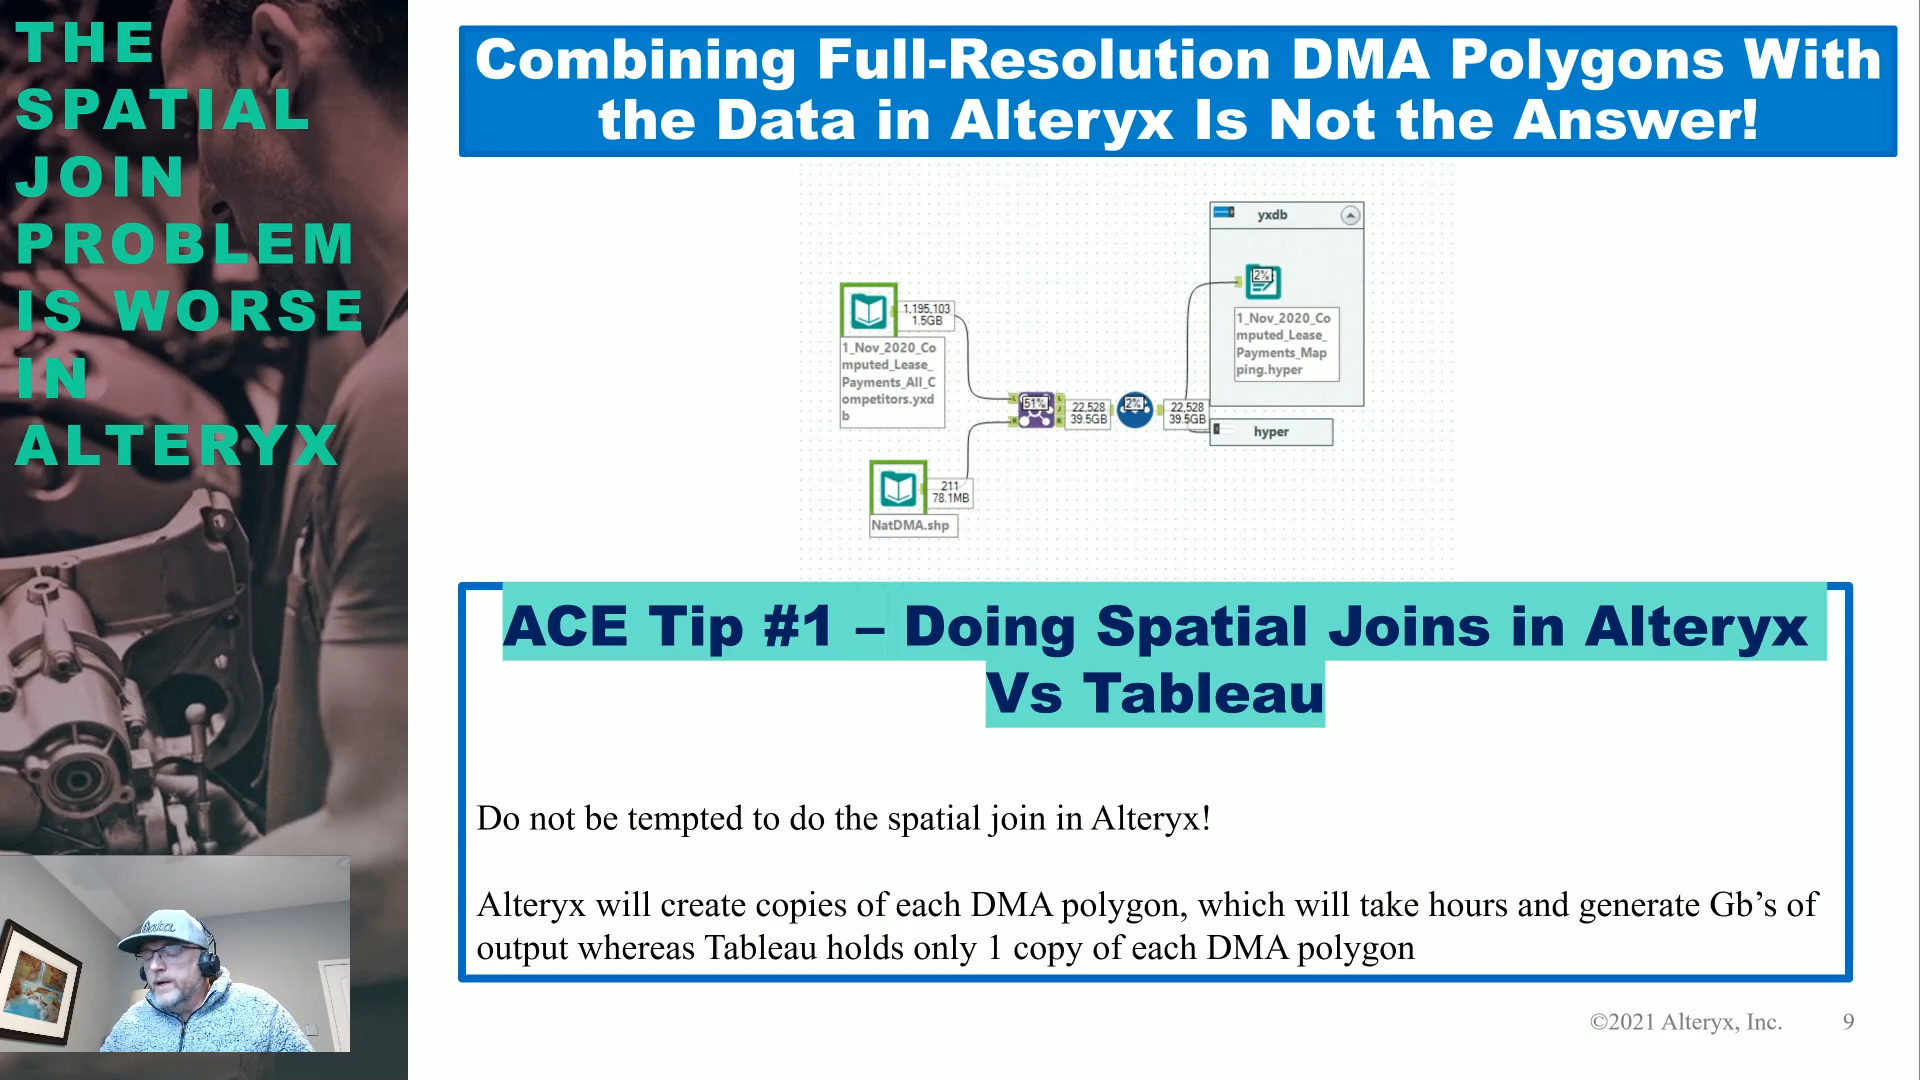 THE
SPATIAL
JOIN
PROBLEM
IS WORSE
IN
ALTERYX
Combining Full-Resolution DMA Polygons With
the Data in Alteryx Is Not the Answer!
yxdb
2%
1_Nov_2020_Co
mputed_Lease_
Payments_Map
ping.hyper
1,195,103
1.5GB
1_Nov_2020_Co
mputed_Lease_
Payments_All_C
ompetitors.yxd
b
51%
22,528
39.5GB
2%
22,528
39.5GB
hyper
211
78.1MB
NatDMA.shp
ACE Tip #1 – Doing Spatial Joins in Alteryx
Vs Tableau
Do not be tempted to do the spatial join in Alteryx!
Alteryx will create copies of each DMA polygon, which will take hours and generate Gb’s of
output whereas Tableau holds only 1 copy of each DMA polygon
Data
©2021 Alteryx, Inc.
9